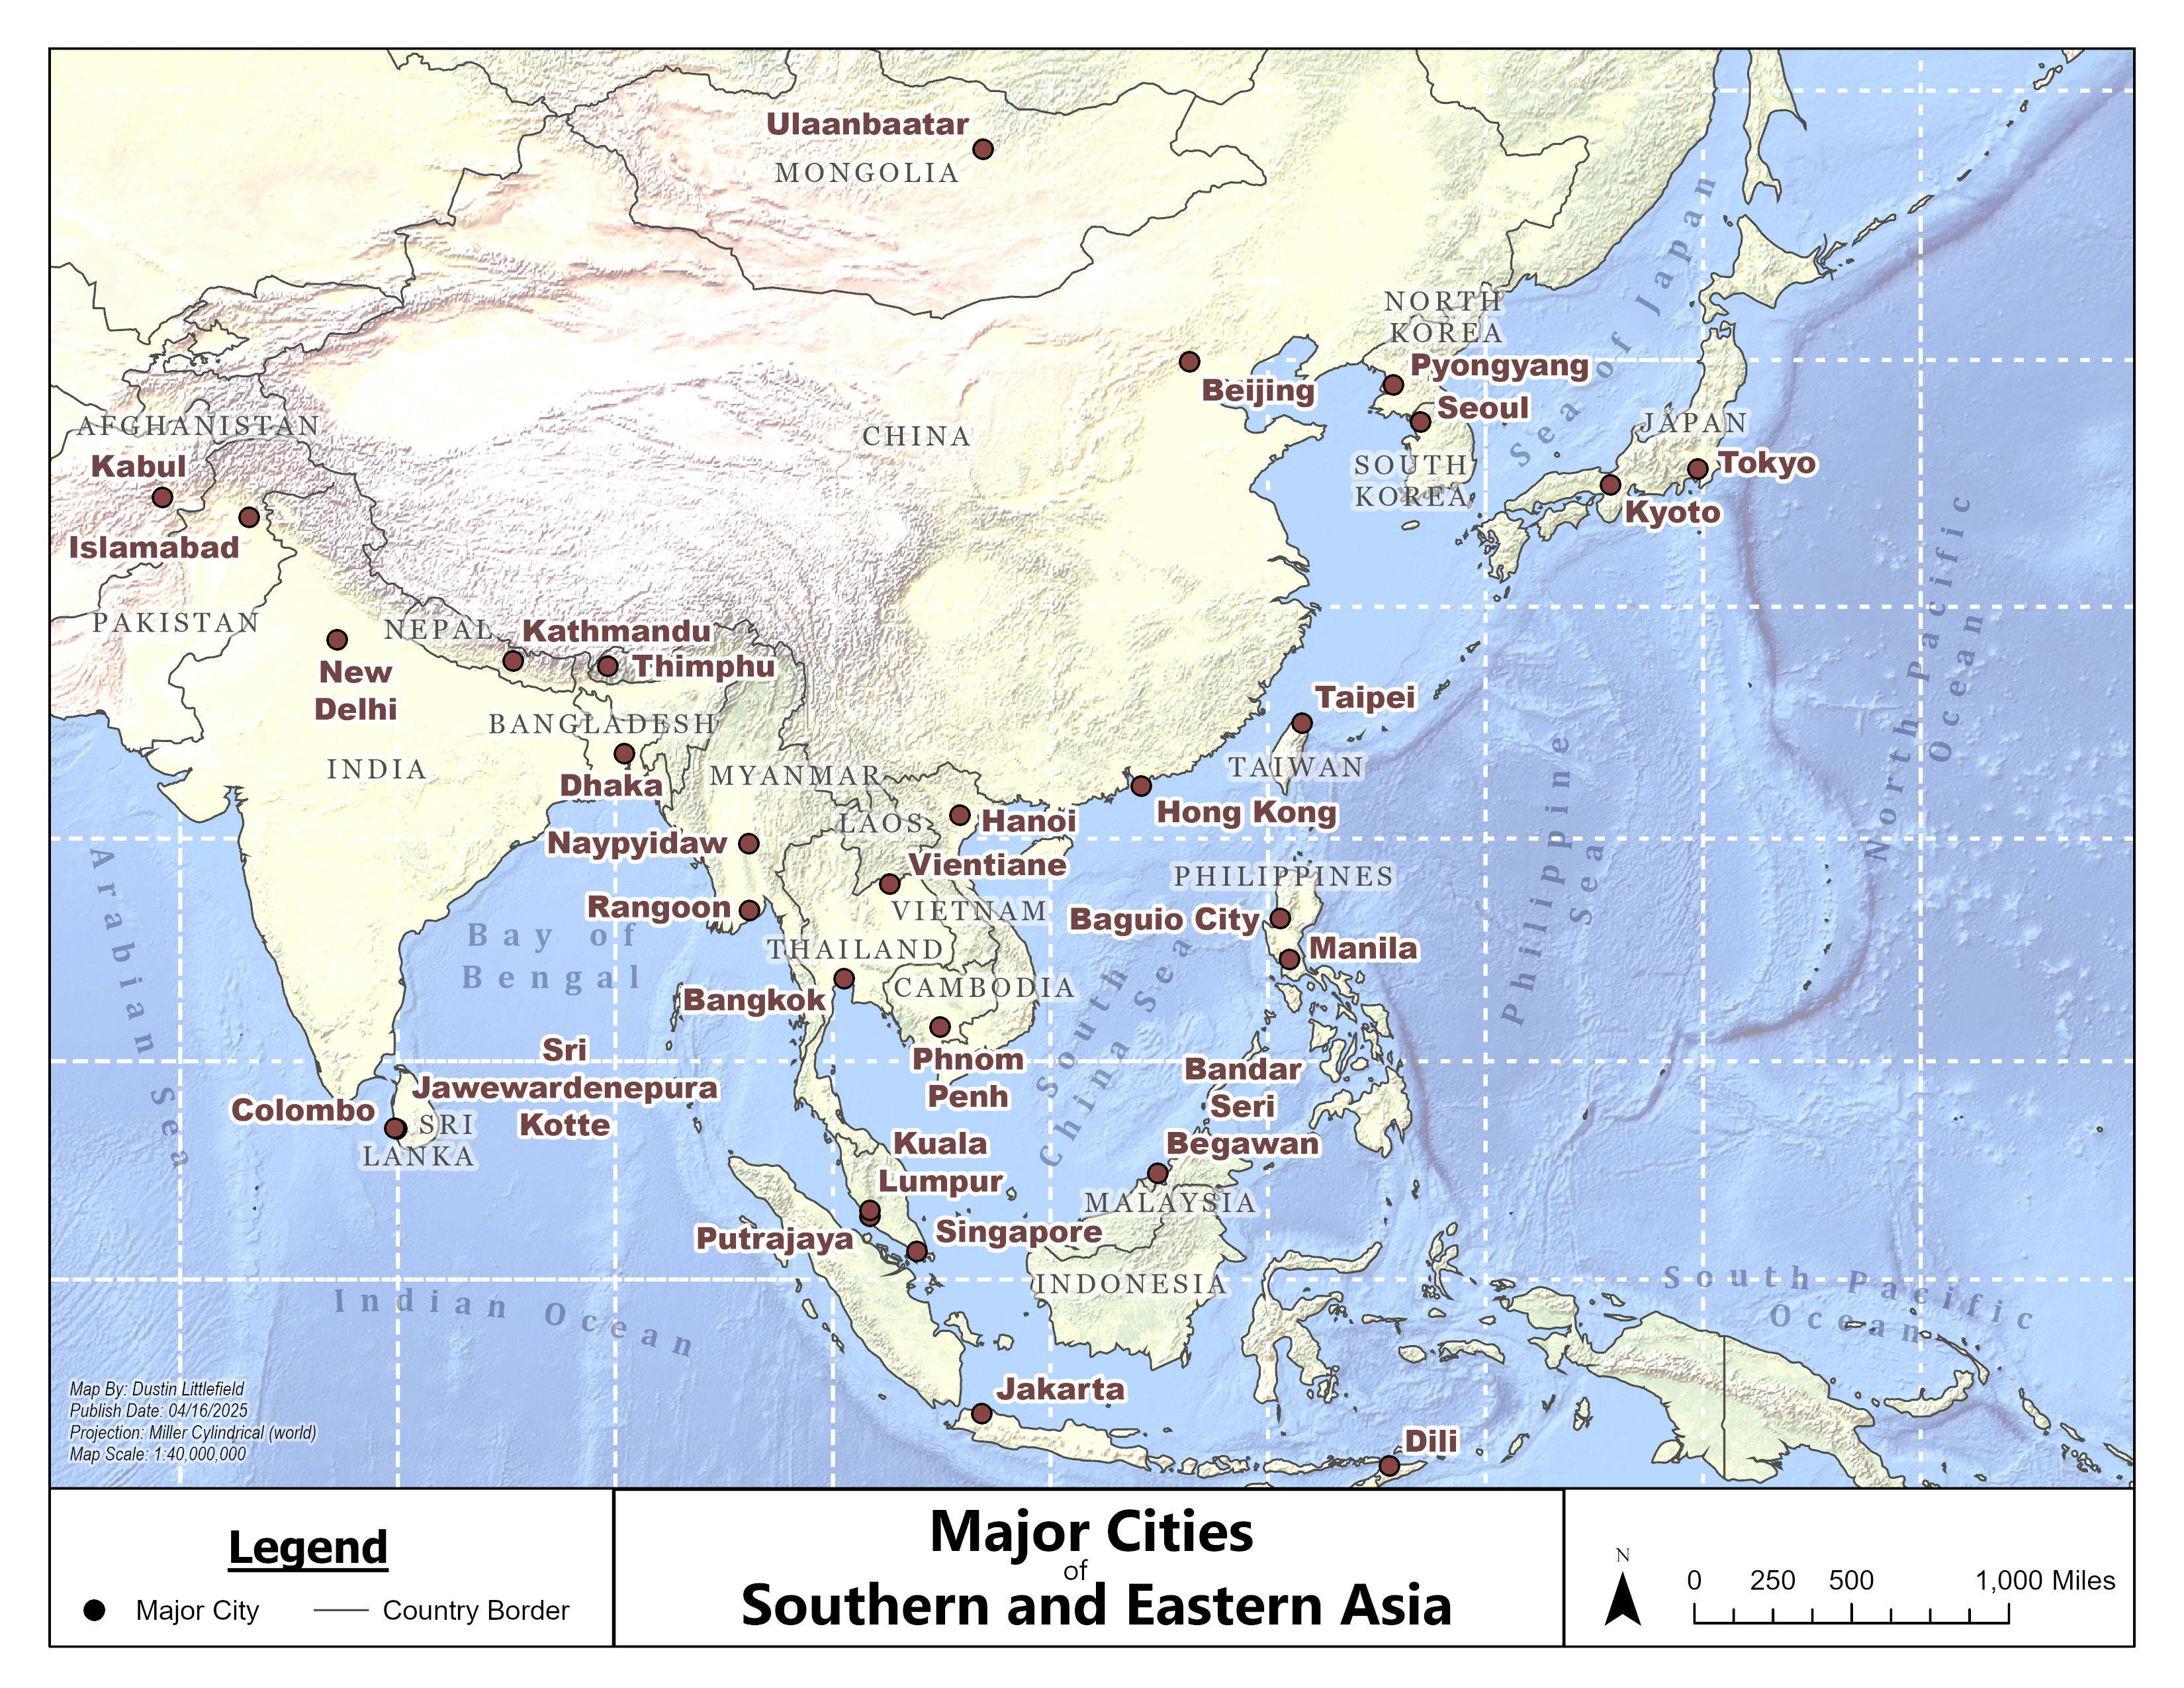 Ulaanbaatar
MONGOLIA
Sea of Japan
NORTH
KOREA
Pyongyang
Beijing
Seoul
JAPAN
AFGHANISTAN
CHINA
Kabul
SOUTH
KOREA
Tokyo
Kyoto
Islamabad
North Pacific
Ocean
PAKISTAN
NEPAL
Kathmandu
Thimphu
New
Delhi
Taipei
BANGLADESH
INDIA
MYANMAR
TAIWAN
Dhaka
Hong Kong
LAOS
Hanoi
Naypyidaw
Vientiane
PHILIPPINES
Philippine
Sea
Arabian Sea
Rangoon
VIETNAM
Baguio City
Bay of
Bengal
THAILAND
Manila
Bangkok
CAMBODIA
South
China Sea
Phnom
Penh
Sri
Jawewardenepura
Kotte
Bandar
Seri
Begawan
Colombo
SRI
LANKA
Kuala
Lumpur
MALAYSIA
Putrajaya
Singapore
INDONESIA
South Pacific
Ocean
Indian Ocean
Jakarta
Dili
Map By: Dustin Littlefield
Publish Date: 04/16/2025
Projection: Miller Cylindrical (world)
Map Scale: 1:40,000,000
Legend
Major City
Country Border
Major Cities
of
Southern and Eastern Asia
N
0 250 500 1,000 Miles